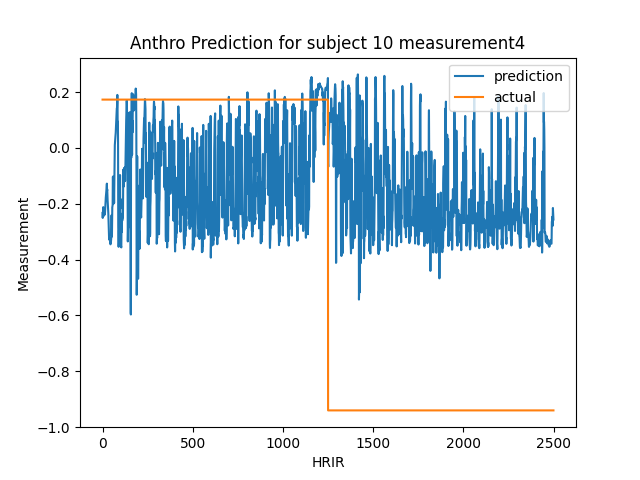 Anthro Prediction for subject 10 measurement4
prediction
actual
Measurement
0.2
0.0
−0.2
−0.4
−0.6
−0.8
−1.0
0 500 1000 1500 2000 2500
HRIR